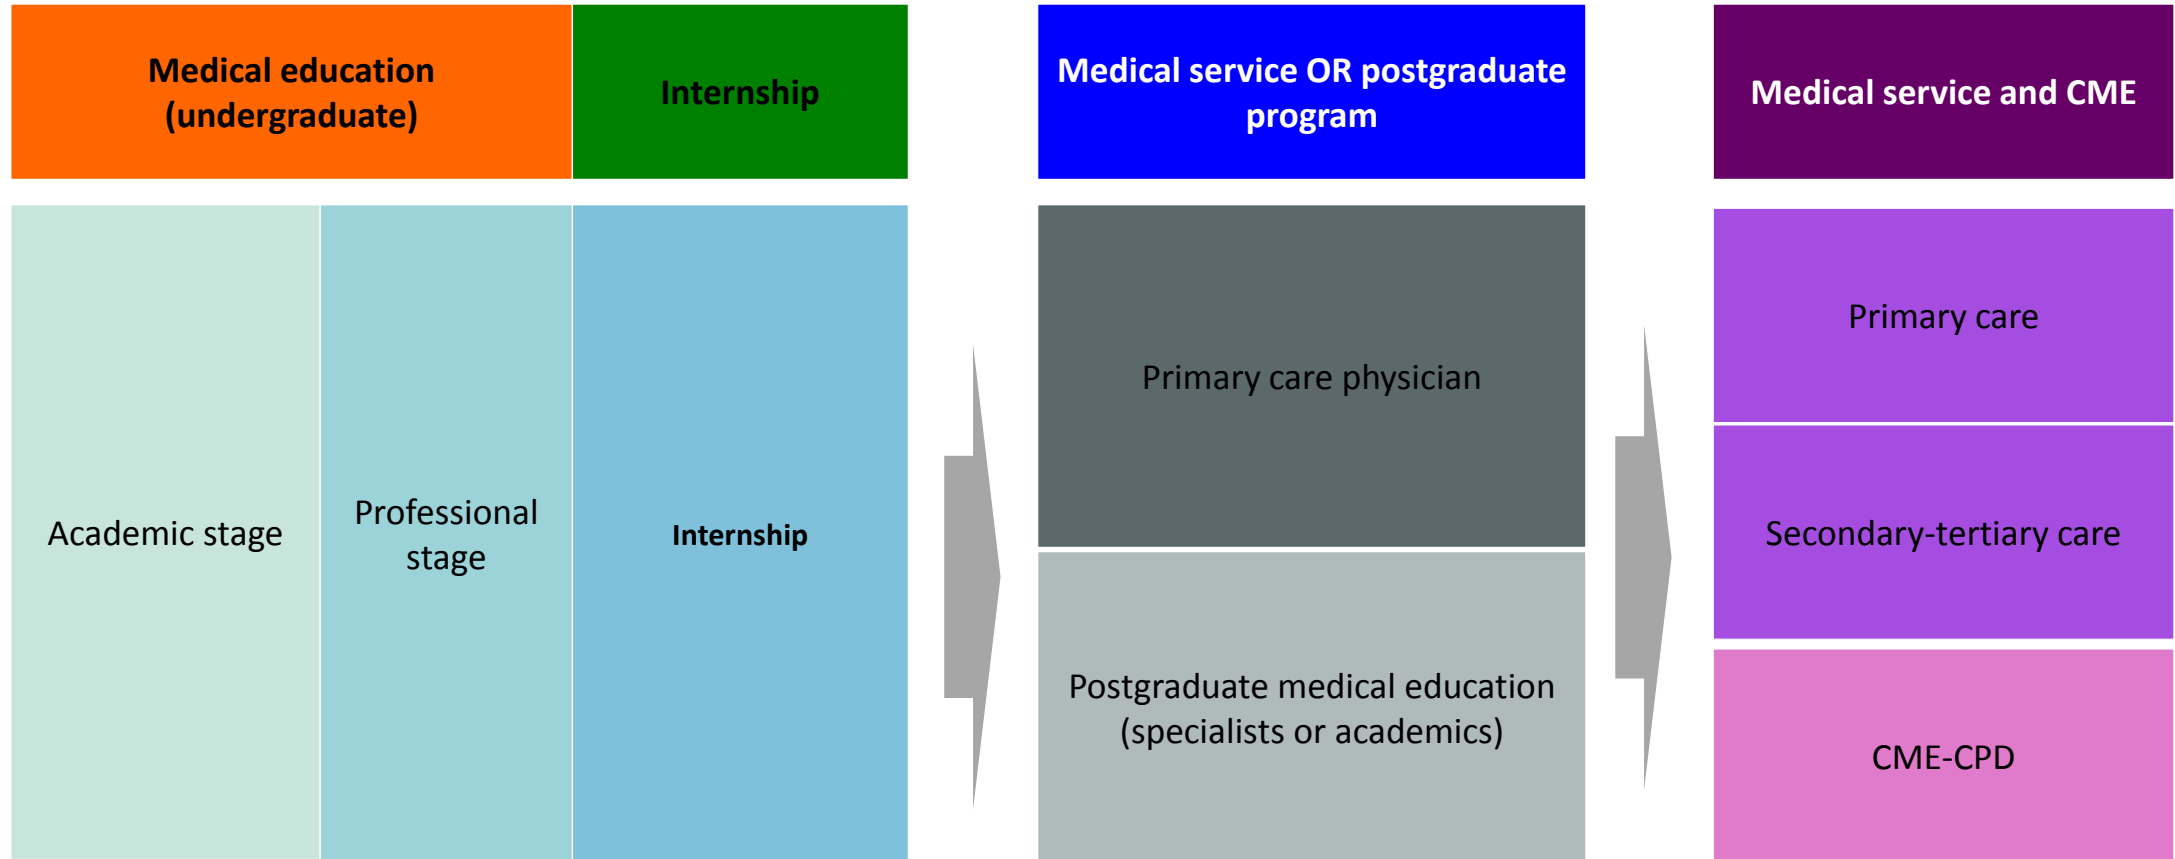 Medical education
(undergraduate)
Internship
Medical service OR postgraduate
program
Medical service and CME
Academic stage
Professional
stage
Internship
Primary care physician
Postgraduate medical education
(specialists or academics)
Primary care
Secondary-tertiary care
CME-CPD